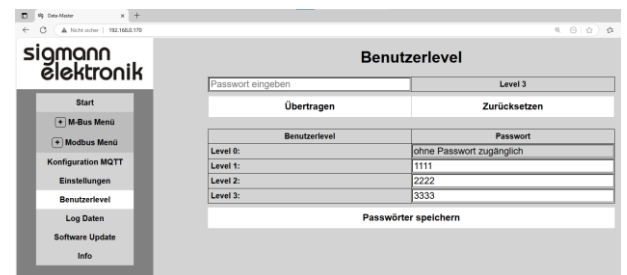 Data-Master
Nicht sicher | 192.168.0.170
sigmann
elektronik
Start
M-Bus Menü
Modbus Menü
Konfiguration MQTT
Einstellungen
Benutzerlevel
Log Daten
Software Update
Info
Benutzerlevel
Passwort eingeben Level 3
Übertragen Zurücksetzen
Benutzerlevel Passwort
Level 0: ohne Passwort zugänglich
Level 1: 1111
Level 2: 2222
Level 3: 3333
Passwörter speichern